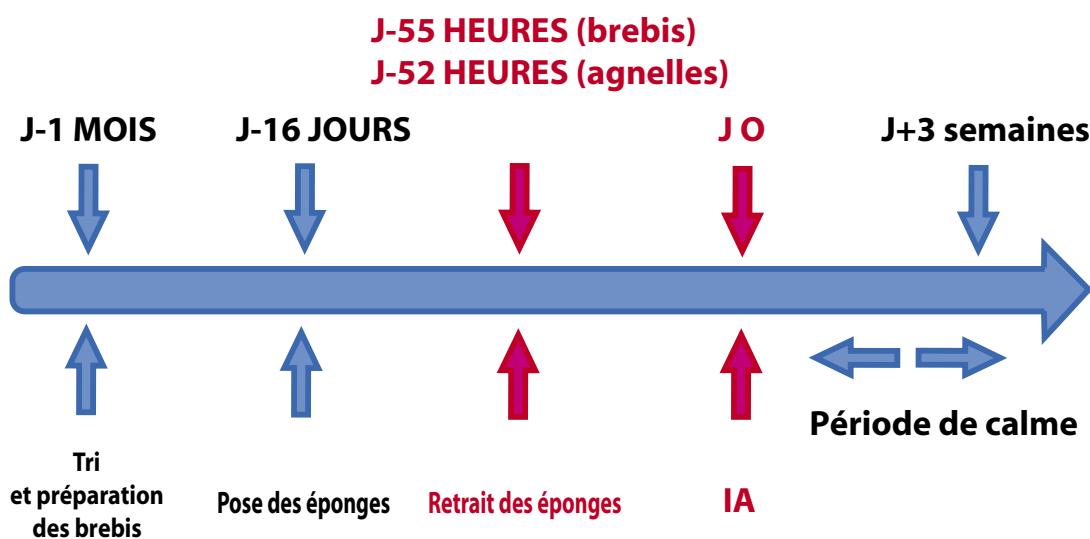 J-55 HEURES (brebis)
J-52 HEURES (agnelles)
J-1 MOIS
J-16 JOURS
J O
J+3 semaines
Période de calme
Tri
et préparation
des brebis
Pose des éponges
Retrait des éponges
IA